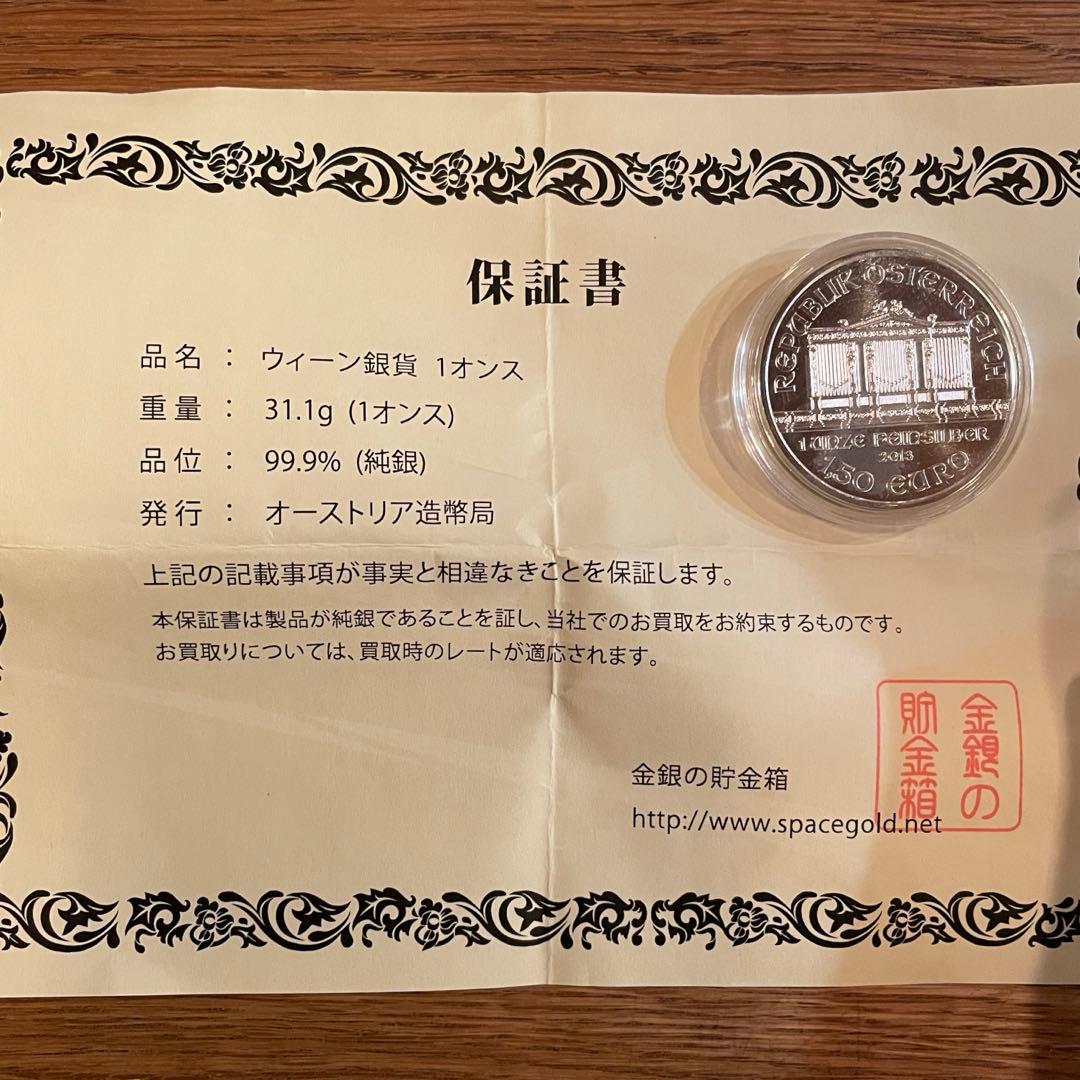 保証書
品名 : ウィーン銀貨 1オンス
重量 : 31.1g (1オンス)
品位 : 99.9% (純銀)
発行 : オーストリア造幣局
上記の記載事項が事実と相違なきことを保証します。
本保証書は製品が純銀であることを証し、当社でのお買取をお約束するものです。
お買取りについては、買取時のレートが適応されます。
金銀の貯金箱
http://www.spacegold.net
金銀の
貯金箱
REPUBLIK ÖSTERREICH
1 UNZE FEINSILBER
2013
1,50 EURO